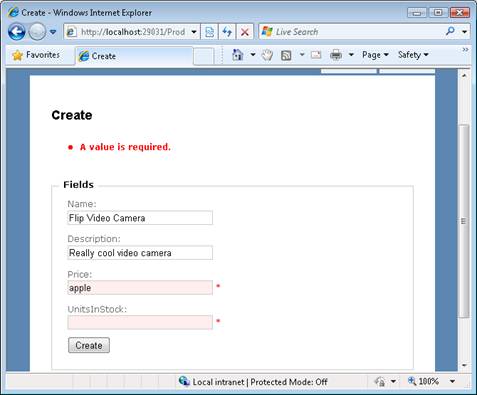 Create - Windows Internet Explorer
http://localhost:29031/Prod
Live Search
Favorites
Create
Page
Safety
Create
A value is required.
Fields
Name:
Flip Video Camera
Description:
Really cool video camera
Price:
apple
*
UnitsInStock:
*
Create
Local intranet | Protected Mode: Off
100%